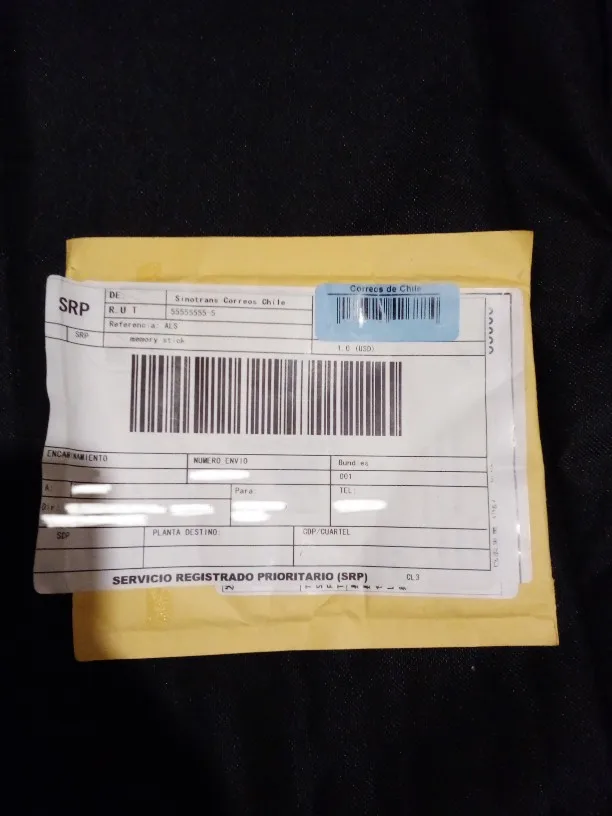 Correos de Chile
SRP
DE: Sinotrans Correos Chile
R.U T 55555555-5
Referencia: AES
SRP memory stick 1.0 (USD)
ENCAMINAMIENTO NUMERO ENVIO Bundles
001
A: Para TEL:
Dir.
SDP PLANTA DESTINO: CDP/CUARTEL
SERVICIO REGISTRADO PRIORITARIO (SRP) CL3